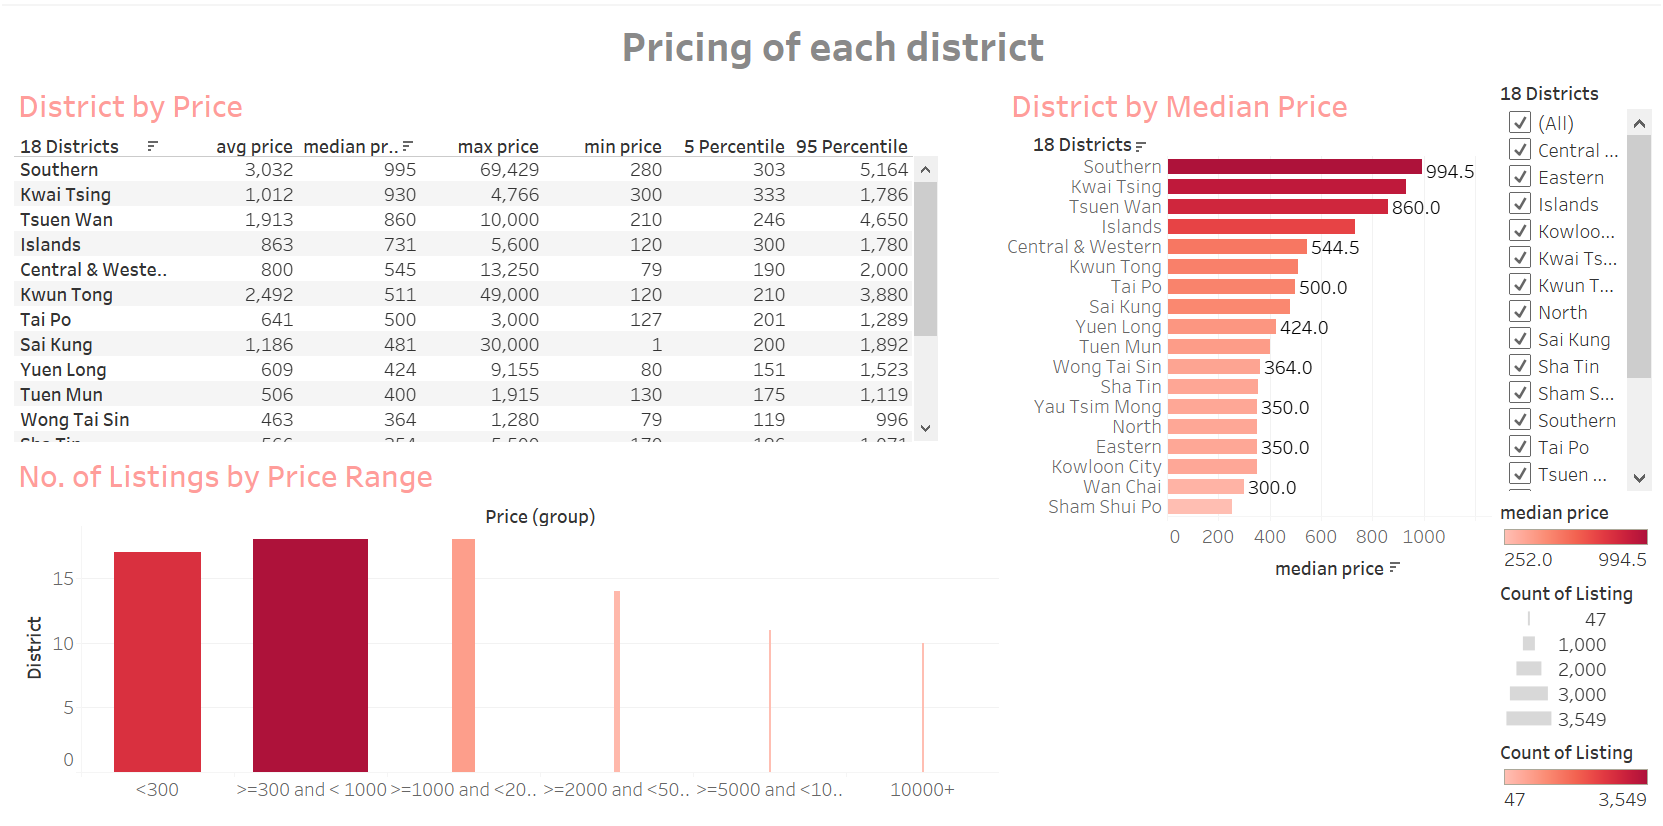 Pricing of each district
District by Price
18 Districts avg price median pr.. max price min price 5 Percentile 95 Percentile
Southern 3,032 995 69,429 280 303 5,164
Kwai Tsing 1,012 930 4,766 300 333 1,786
Tsuen Wan 1,913 860 10,000 210 246 4,650
Islands 863 731 5,600 120 300 1,780
Central & Weste.. 800 545 13,250 79 190 2,000
Kwun Tong 2,492 511 49,000 120 210 3,880
Tai Po 641 500 3,000 127 201 1,289
Sai Kung 1,186 481 30,000 1 200 1,892
Yuen Long 609 424 9,155 80 151 1,523
Tuen Mun 506 400 1,915 130 175 1,119
Wong Tai Sin 463 364 1,280 79 119 996
District by Median Price
18 Districts
Southern 994.5
Kwai Tsing
Tsuen Wan 860.0
Islands
Central & Western 544.5
Kwun Tong
Tai Po 500.0
Sai Kung
Yuen Long 424.0
Tuen Mun
Wong Tai Sin 364.0
Sha Tin
Yau Tsim Mong 350.0
North
Eastern 350.0
Kowloon City
Wan Chai 300.0
Sham Shui Po
0 200 400 600 800 1000
median price
18 Districts
(All)
Central ...
Eastern
Islands
Kowloo...
Kwai Ts...
Kwun T...
North
Sai Kung
Sha Tin
Sham S...
Southern
Tai Po
Tsuen ...
median price
252.0 994.5
Count of Listing
47
1,000
2,000
3,000
3,549
Count of Listing
47 3,549
No. of Listings by Price Range
Price (group)
District
15
10
5
0
<300 >=300 and < 1000 >=1000 and <20.. >=2000 and <50.. >=5000 and <10.. 10000+